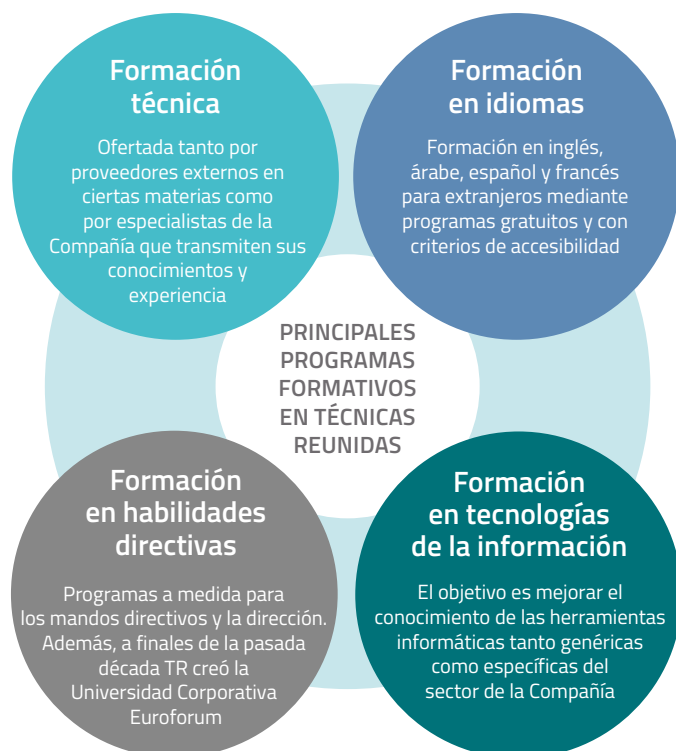 Formación
técnica
Ofertada tanto por
proveedores externos en
ciertas materias como
por especialistas de la
Compañía que transmiten sus
conocimientos y
experiencia
Formación
en idiomas
Formación en inglés,
árabe, español y francés
para extranjeros mediante
programas gratuitos y con
criterios de accesibilidad
PRINCIPALES
PROGRAMAS
FORMATIVOS
EN TÉCNICAS
REUNIDAS
Formación
en habilidades
directivas
Programas a medida para
los mandos directivos y la dirección.
Además, a finales de la pasada
década TR creó la
Universidad Corporativa
Euroforum
Formación
en tecnologías
de la información
El objetivo es mejorar el
conocimiento de las herramientas
informáticas tanto genéricas
como específicas del
sector de la Compañía